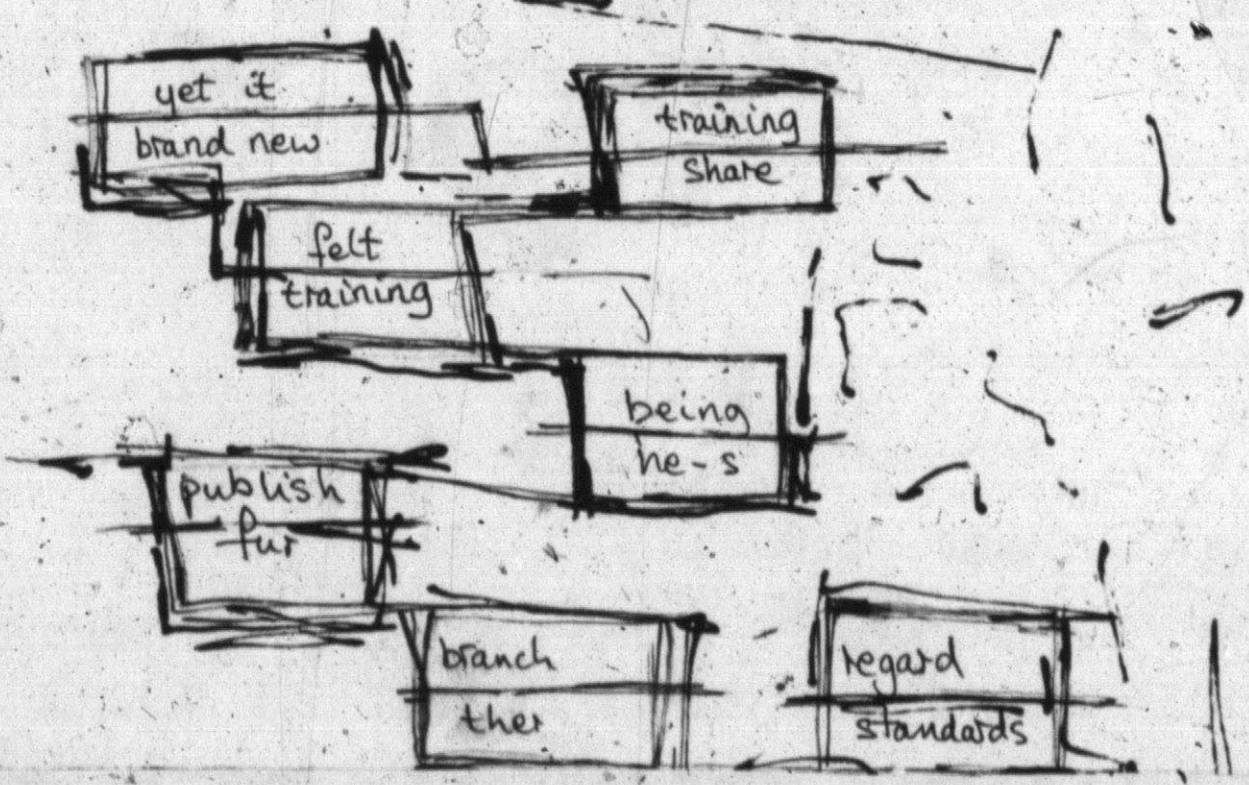 yet it
brand new
training
share
felt
training
being
he-s
publish
fur
branch
ther
regard
standards